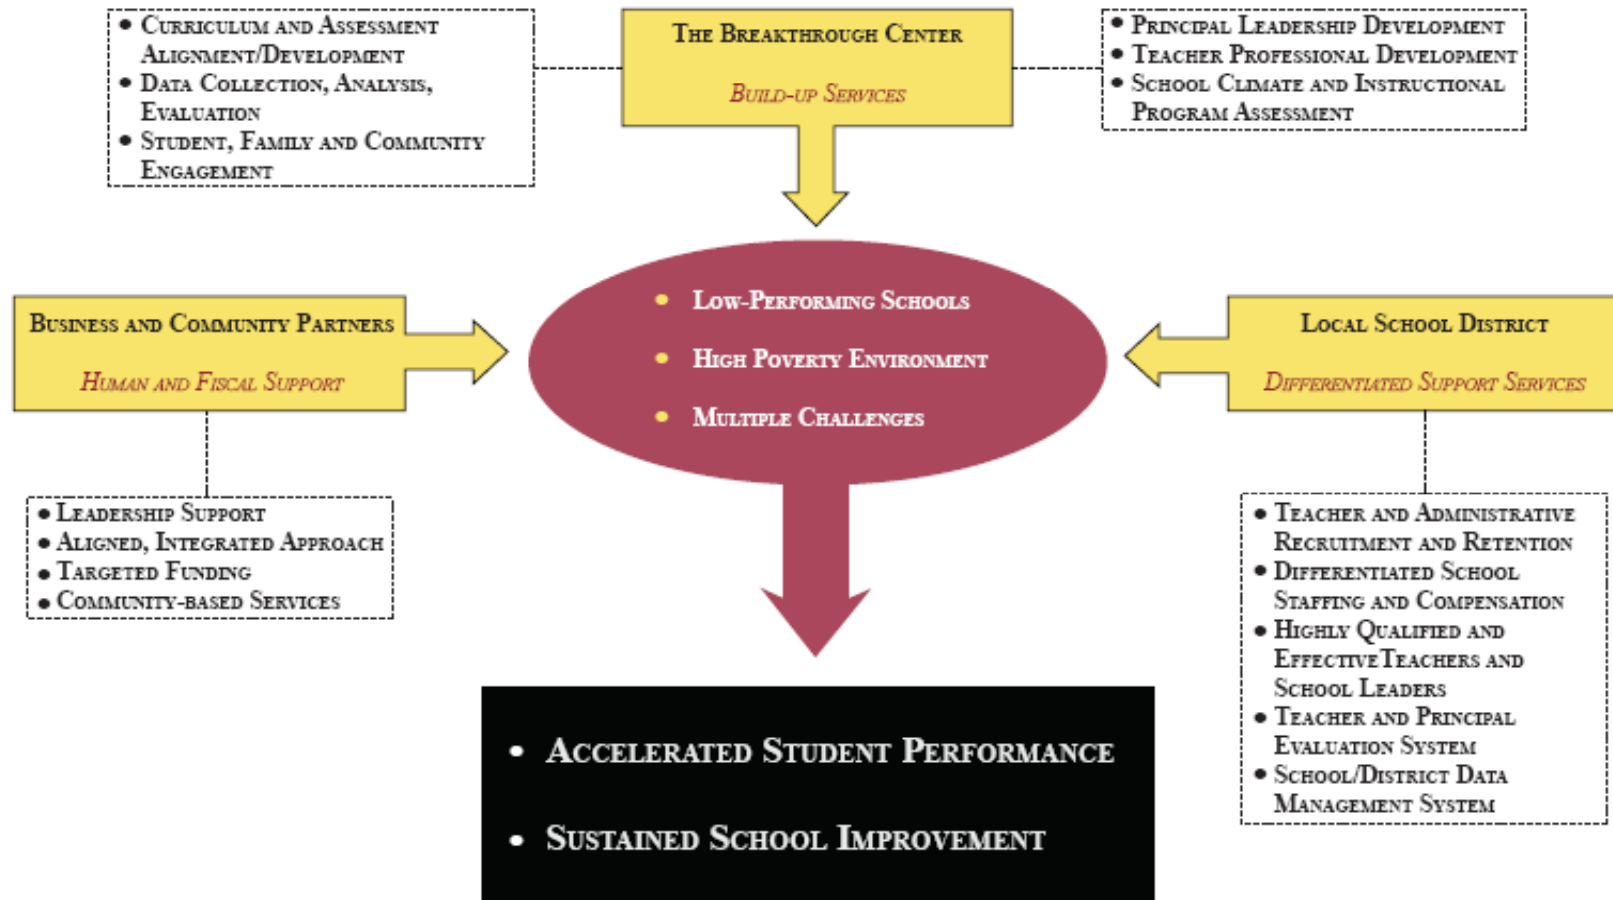 • Curriculum and Assessment
Alignment/Development
• Data Collection, Analysis,
Evaluation
• Student, Family and Community
Engagement
The Breakthrough Center
Build-up Services
• Principal Leadership Development
• Teacher Professional Development
• School Climate and Instructional
Program Assessment
Business and Community Partners
Human and Fiscal Support
• Low-Performing Schools
• High Poverty Environment
• Multiple Challenges
Local School District
Differentiated Support Services
• Leadership Support
• Aligned, Integrated Approach
• Targeted Funding
• Community-based Services
• Teacher and Administrative
Recruitment and Retention
• Differentiated School
Staffing and Compensation
• Highly Qualified and
EffectiveTeachers and
School Leaders
• Teacher and Principal
Evaluation System
• School/District Data
Management System
• Accelerated Student Performance
• Sustained School Improvement